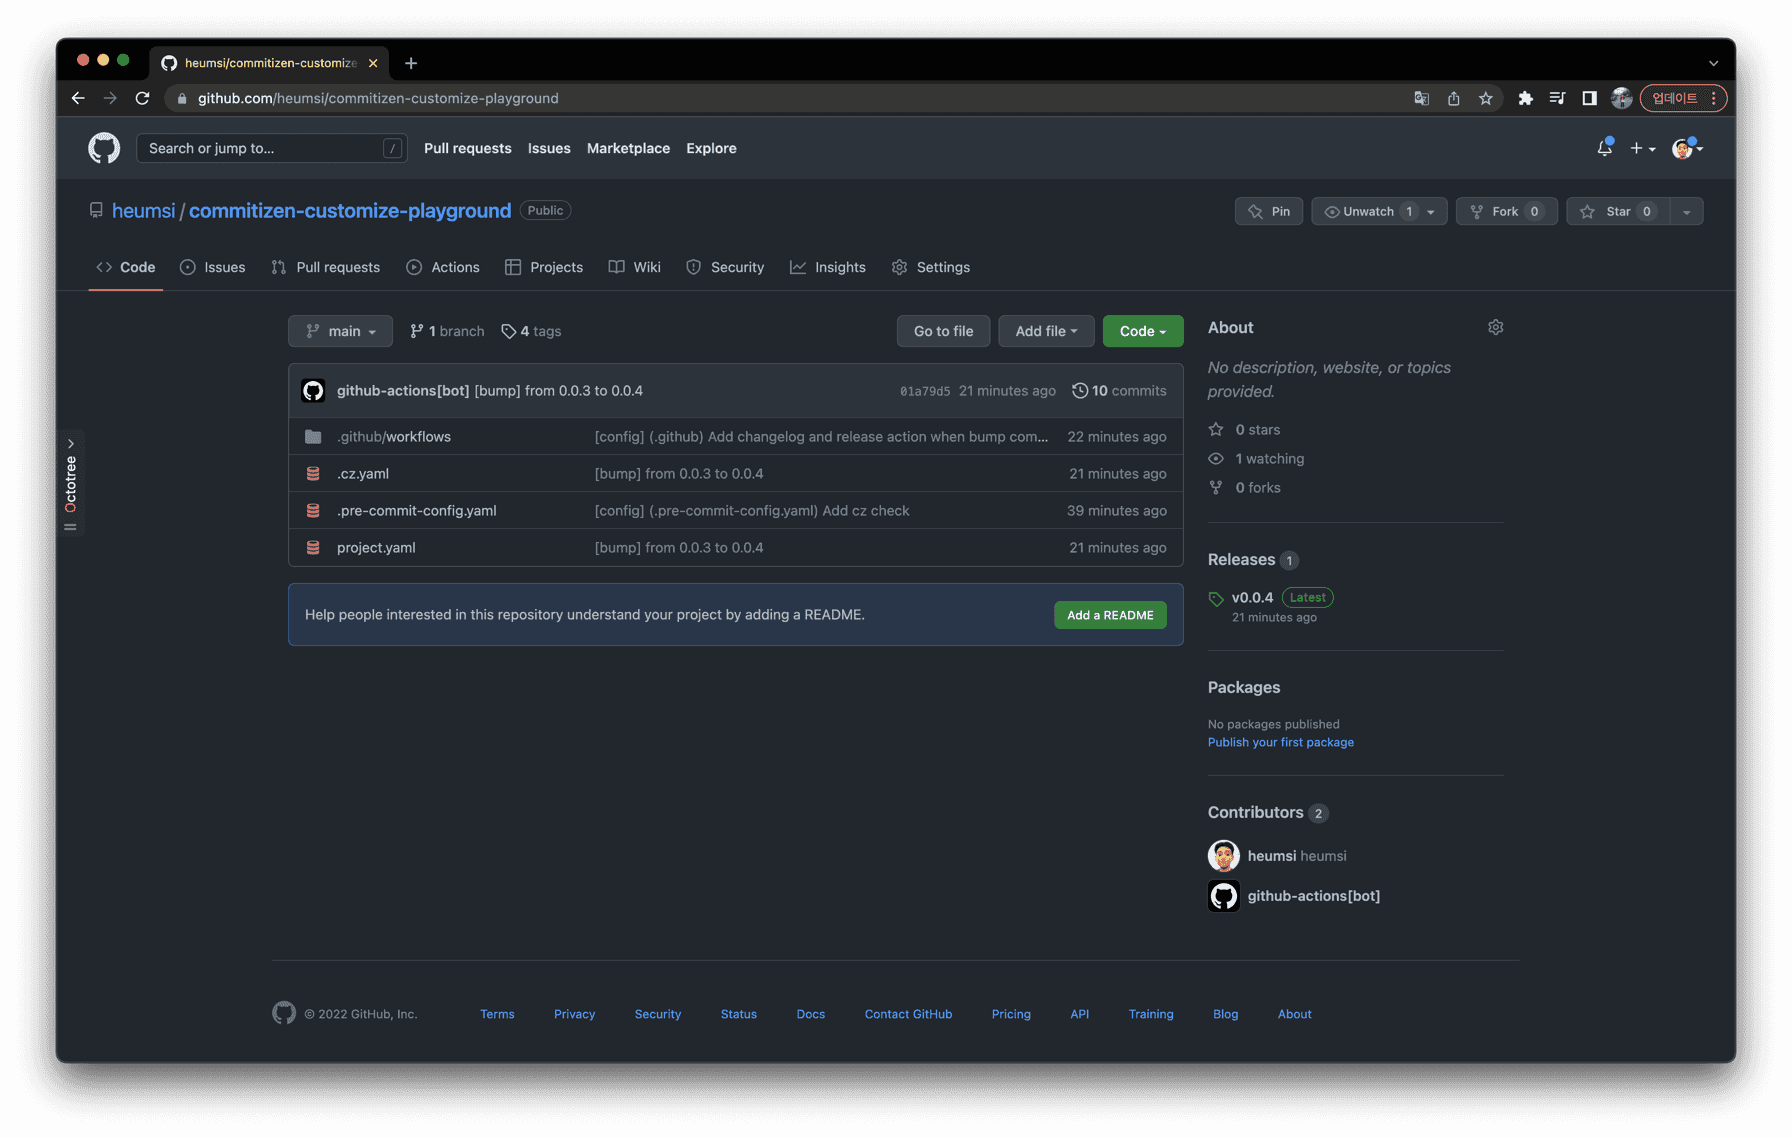 heumsi/commitizen-customize
github.com/heumsi/commitizen-customize-playground
업데이트
Search or jump to...
/
Pull requests
Issues
Marketplace
Explore
heumsi / commitizen-customize-playground
Public
Pin
Unwatch 1
Fork 0
Star 0
Code
Issues
Pull requests
Actions
Projects
Wiki
Security
Insights
Settings
Octotree
main
1 branch
4 tags
Go to file
Add file
Code
github-actions[bot] [bump] from 0.0.3 to 0.0.4
01a79d5 21 minutes ago
10 commits
.github/workflows
[config] (.github) Add changelog and release action when bump com...
22 minutes ago
.cz.yaml
[bump] from 0.0.3 to 0.0.4
21 minutes ago
.pre-commit-config.yaml
[config] (.pre-commit-config.yaml) Add cz check
39 minutes ago
project.yaml
[bump] from 0.0.3 to 0.0.4
21 minutes ago
Help people interested in this repository understand your project by adding a README.
Add a README
About
No description, website, or topics
provided.
0 stars
1 watching
0 forks
Releases 1
v0.0.4 Latest
21 minutes ago
Packages
No packages published
Publish your first package
Contributors 2
heumsi heumsi
github-actions[bot]
© 2022 GitHub, Inc.
Terms
Privacy
Security
Status
Docs
Contact GitHub
Pricing
API
Training
Blog
About